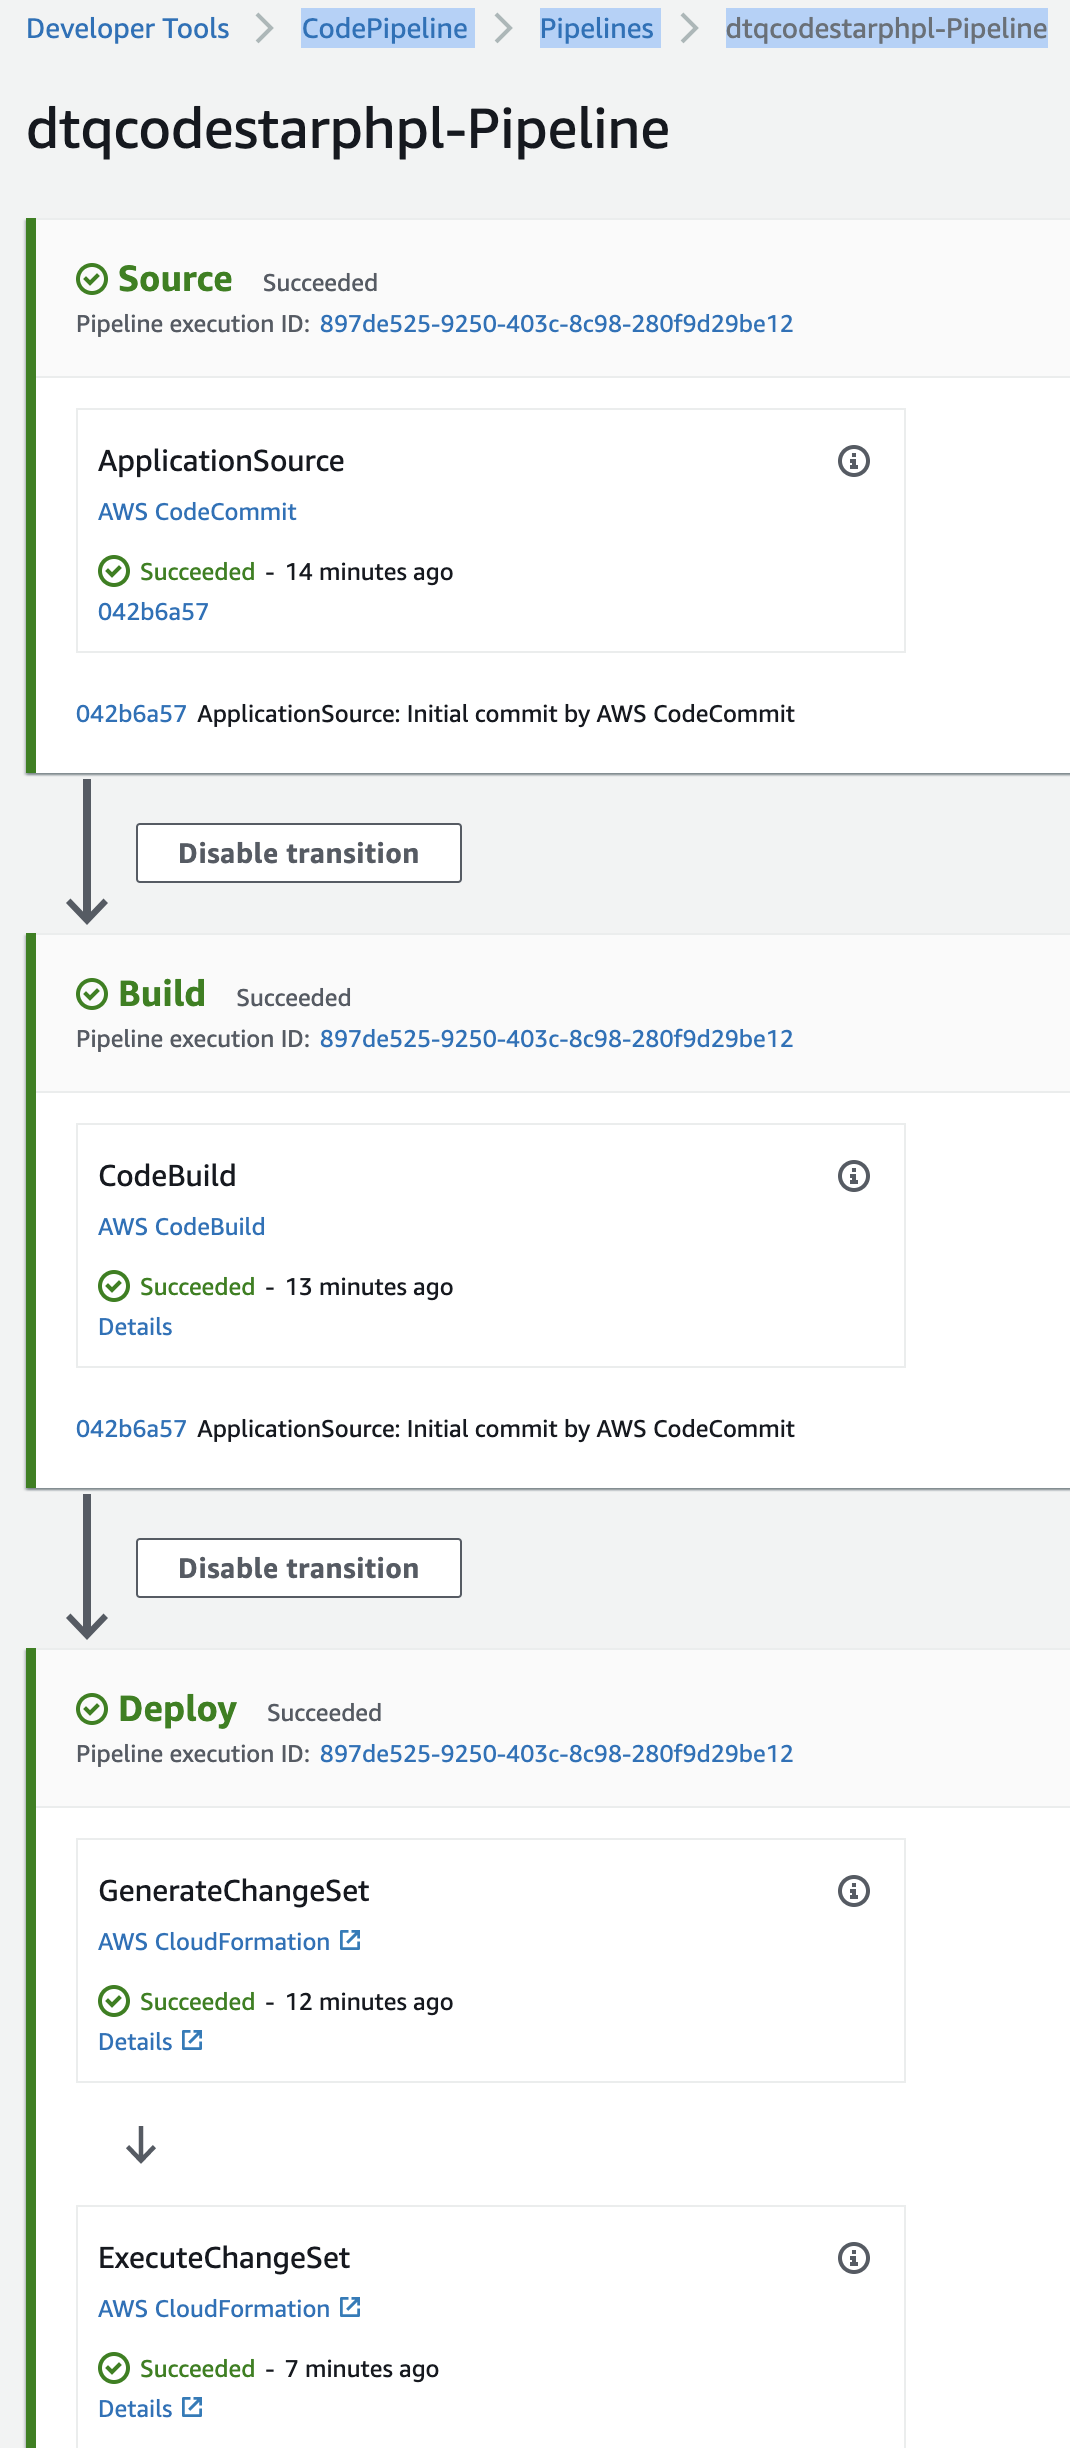 Developer Tools > CodePipeline > Pipelines > dtqcodestarphpl-Pipeline
dtqcodestarphpl-Pipeline
Source Succeeded
Pipeline execution ID: 897de525-9250-403c-8c98-280f9d29be12
ApplicationSource
AWS CodeCommit
Succeeded - 14 minutes ago
042b6a57
042b6a57 ApplicationSource: Initial commit by AWS CodeCommit
Disable transition
Build Succeeded
Pipeline execution ID: 897de525-9250-403c-8c98-280f9d29be12
CodeBuild
AWS CodeBuild
Succeeded - 13 minutes ago
Details
042b6a57 ApplicationSource: Initial commit by AWS CodeCommit
Disable transition
Deploy Succeeded
Pipeline execution ID: 897de525-9250-403c-8c98-280f9d29be12
GenerateChangeSet
AWS CloudFormation
Succeeded - 12 minutes ago
Details
ExecuteChangeSet
AWS CloudFormation
Succeeded - 7 minutes ago
Details